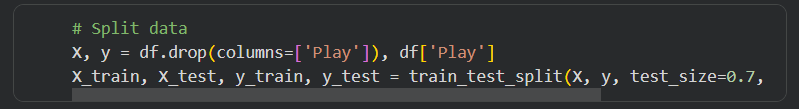 # Split data
X, y = df.drop(columns=['Play']), df['Play']
X_train, X_test, y_train, y_test = train_test_split(X, y, test_size=0.7,